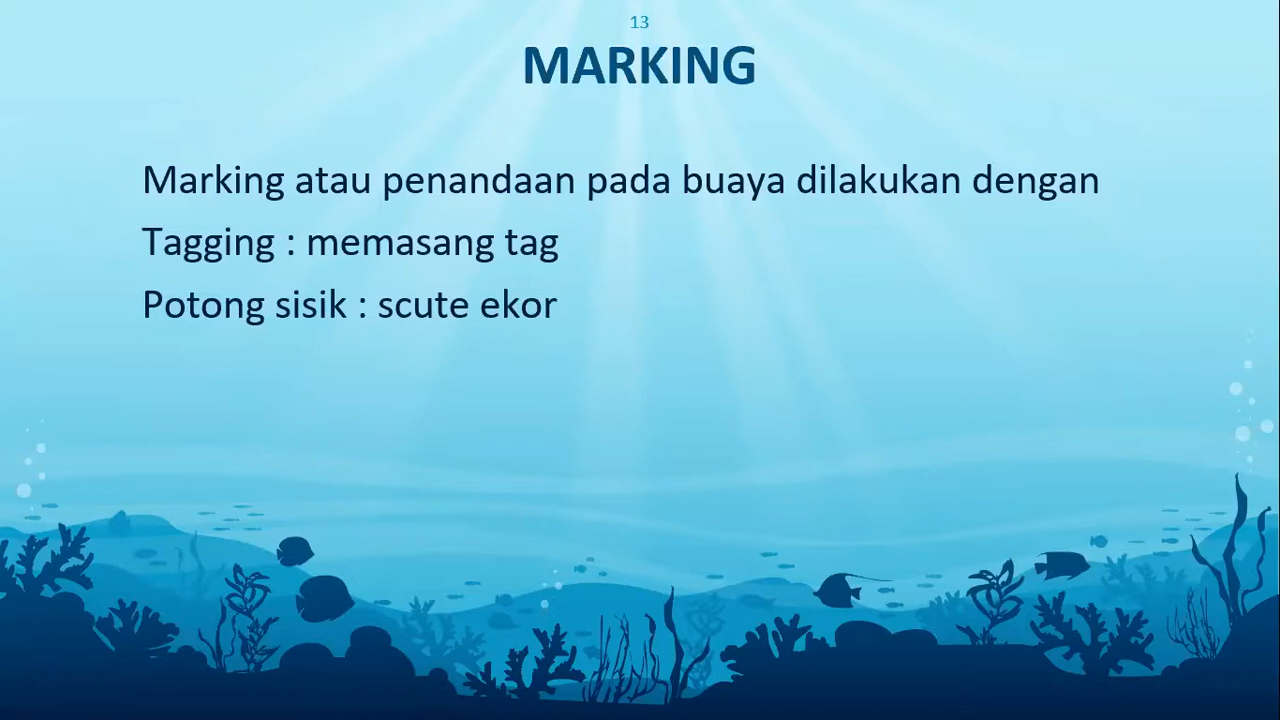 13
MARKING
Marking atau penandaan pada buaya dilakukan dengan
Tagging : memasang tag
Potong sisik : scute ekor